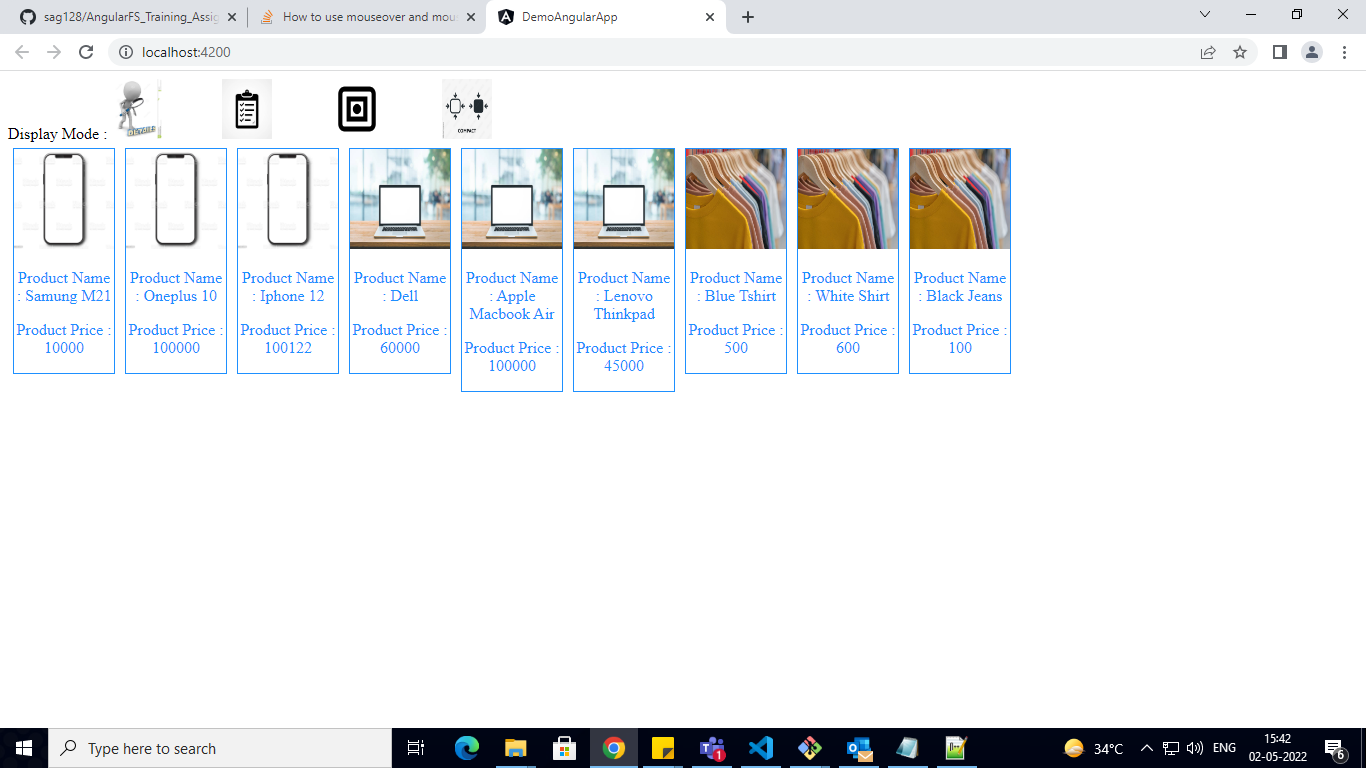 sag128/AngularFS_Training_Assig
How to use mouseover and mous
DemoAngularApp
localhost:4200
DETAILS
COMPACT
Display Mode :
Product Name
: Samung M21
Product Price :
10000
Product Name
: Oneplus 10
Product Price :
100000
Product Name
: Iphone 12
Product Price :
100122
Product Name
: Dell
Product Price :
60000
Product Name
: Apple
Macbook Air
Product Price :
100000
Product Name
: Lenovo
Thinkpad
Product Price :
45000
Product Name
: Blue Tshirt
Product Price :
500
Product Name
: White Shirt
Product Price :
600
Product Name
: Black Jeans
Product Price :
100
Type here to search
1
34°C
ENG
15:42
02-05-2022
6